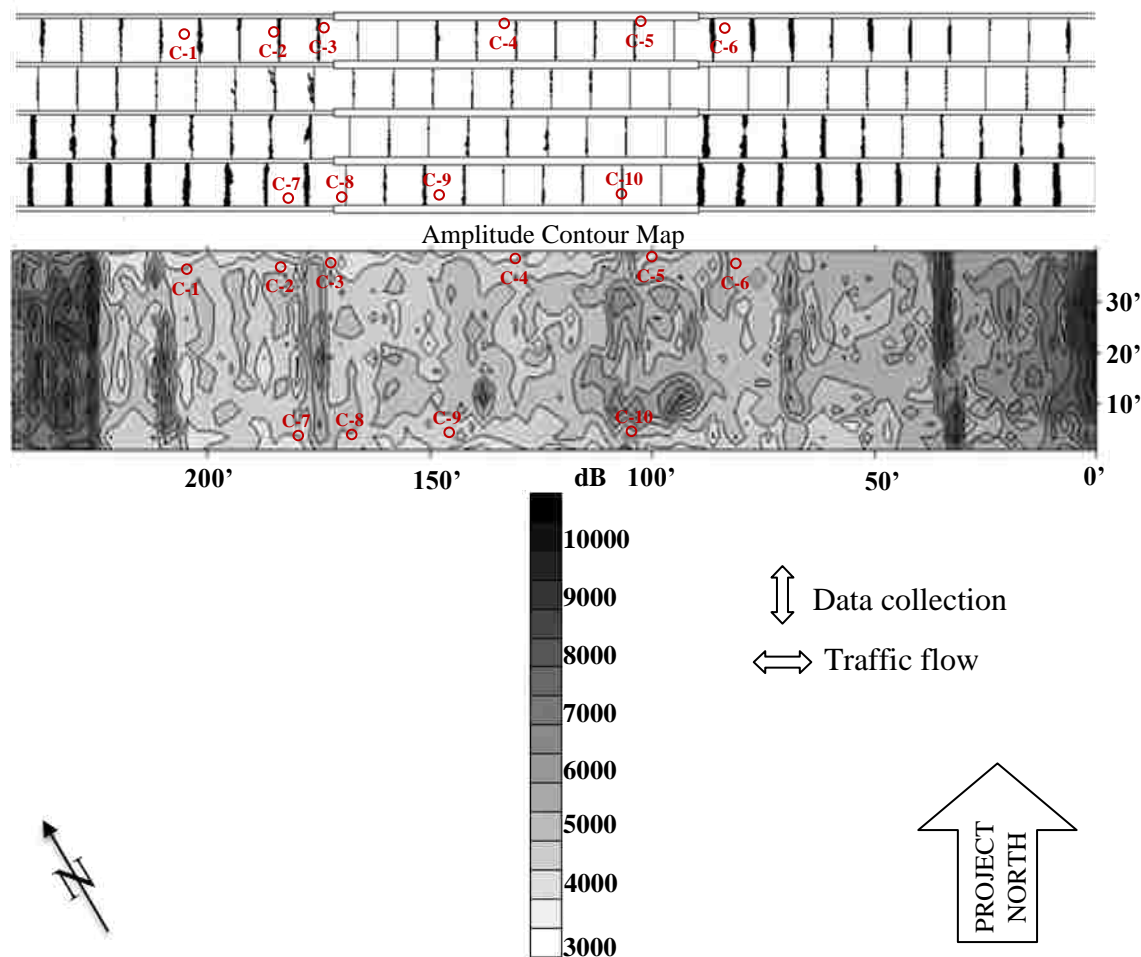 C-1 C-2 C-3 C-4 C-5 C-6
C-7 C-8 C-9 C-10
Amplitude Contour Map
C-1 C-2 C-3 C-4 C-5 C-6
30’
20’
10’
C-7 C-8 C-9 C-10
200’ 150’ dB 100’ 50’ 0’
10000
9000
8000
7000
6000
5000
4000
3000
Data collection
Traffic flow
N
PROJECT
NORTH